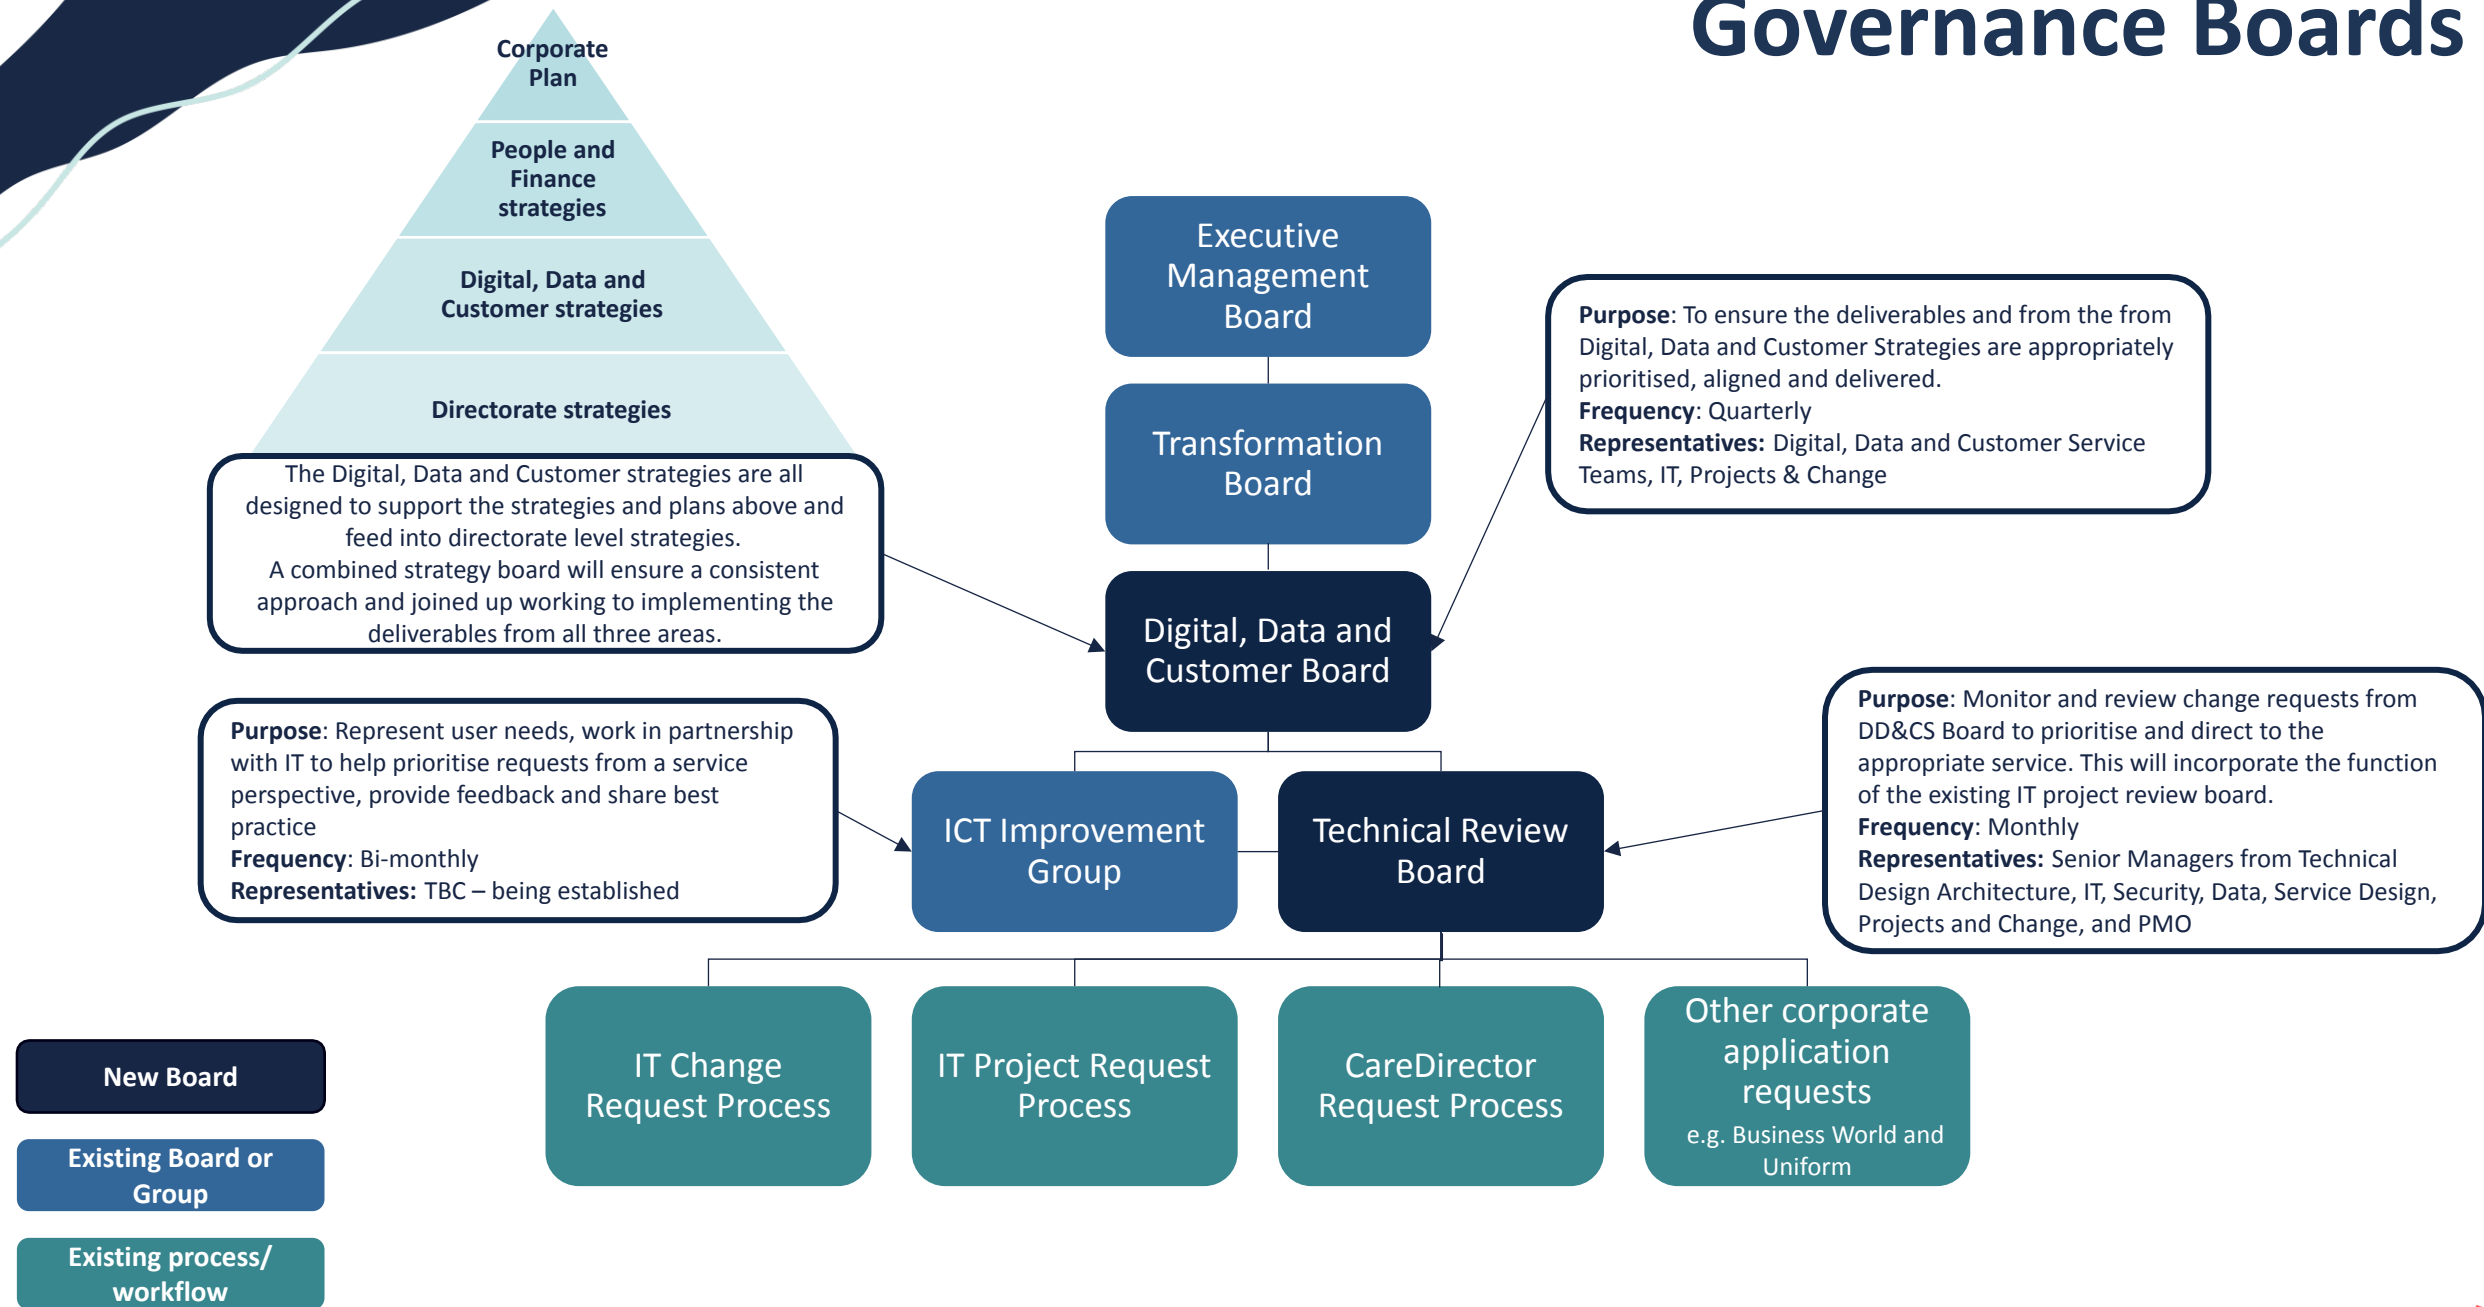 Governance Boards
Corporate
Plan
People and
Finance
strategies
Digital, Data and
Customer strategies
Directorate strategies
The Digital, Data and Customer strategies are all
designed to support the strategies and plans above and
feed into directorate level strategies.
A combined strategy board will ensure a consistent
approach and joined up working to implementing the
deliverables from all three areas.
Executive
Management
Board
Transformation
Board
Digital, Data and
Customer Board
Purpose: To ensure the deliverables and from the from
Digital, Data and Customer Strategies are appropriately
prioritised, aligned and delivered.
Frequency: Quarterly
Representatives: Digital, Data and Customer Service
Teams, IT, Projects & Change
Purpose: Represent user needs, work in partnership
with IT to help prioritise requests from a service
perspective, provide feedback and share best
practice
Frequency: Bi-monthly
Representatives: TBC – being established
ICT Improvement
Group
Technical Review
Board
Purpose: Monitor and review change requests from
DD&CS Board to prioritise and direct to the
appropriate service. This will incorporate the function
of the existing IT project review board.
Frequency: Monthly
Representatives: Senior Managers from Technical
Design Architecture, IT, Security, Data, Service Design,
Projects and Change, and PMO
IT Change
Request Process
IT Project Request
Process
CareDirector
Request Process
Other corporate
application
requests
e.g. Business World and
Uniform
New Board
Existing Board or
Group
Existing process/
workflow